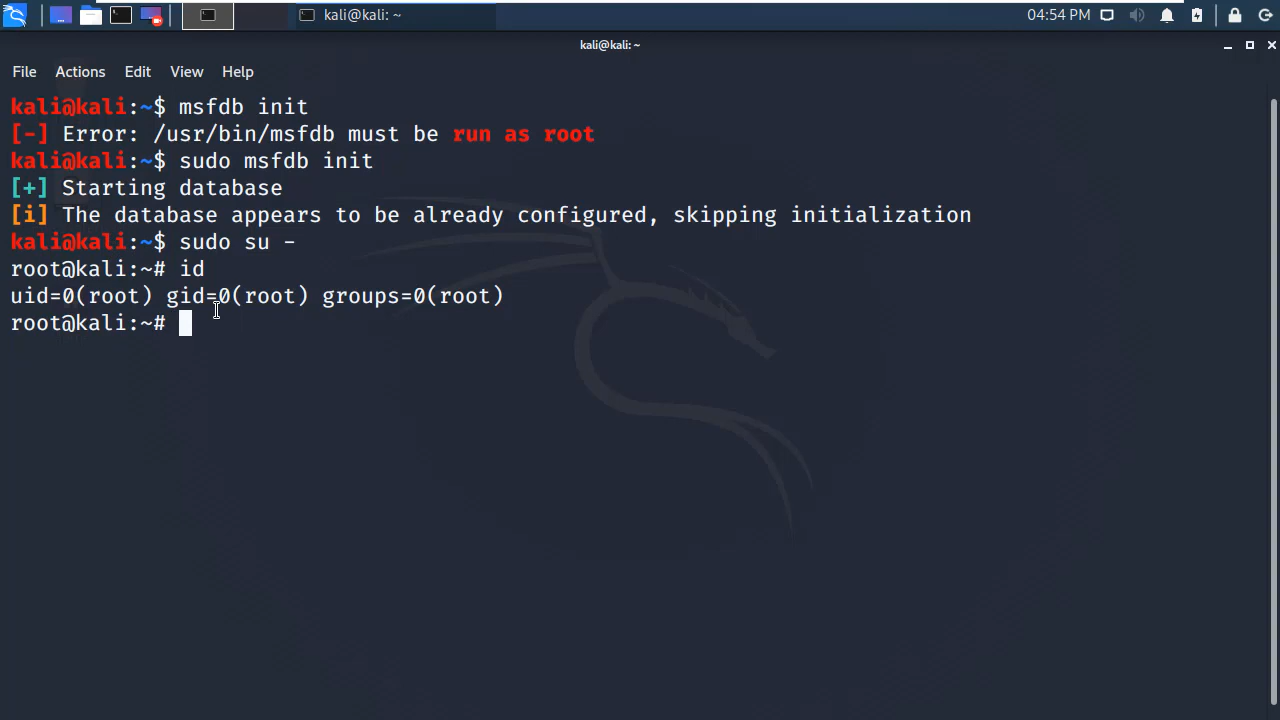 kali@kali: ~
04:54 PM
kali@kali: ~
File Actions Edit View Help
kali@kali:~$ msfdb init
[-] Error: /usr/bin/msfdb must be run as root
kali@kali:~$ sudo msfdb init
[+] Starting database
[i] The database appears to be already configured, skipping initialization
kali@kali:~$ sudo su -
root@kali:~# id
uid=0(root) gid=0(root) groups=0(root)
root@kali:~#